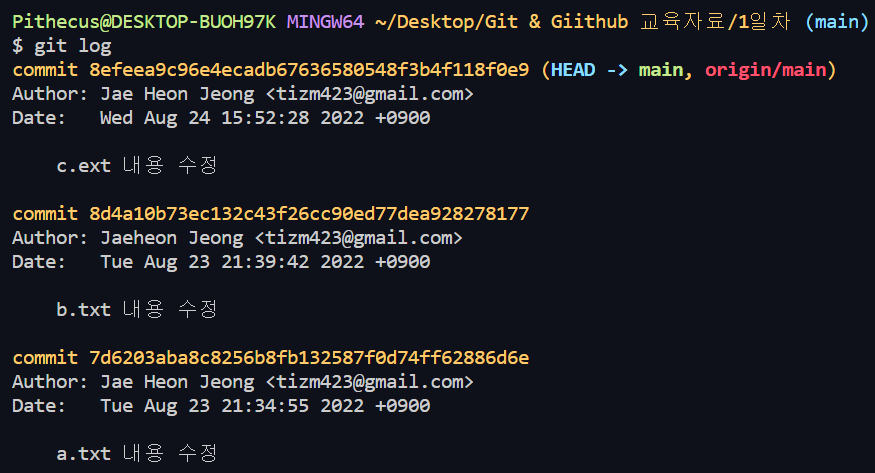 Pithecus@DESKTOP-BUOH97K MINGW64 ~/Desktop/Git & Giithub 교육자료/1일차 (main)
$ git log
commit 8efeea9c96e4ecadb67636580548f3b4f118f0e9 (HEAD -> main, origin/main)
Author: Jae Heon Jeong <tizm423@gmail.com>
Date:   Wed Aug 24 15:52:28 2022 +0900
c.ext 내용 수정
commit 8d4a10b73ec132c43f26cc90ed77dea928278177
Author: Jaeheon Jeong <tizm423@gmail.com>
Date:   Tue Aug 23 21:39:42 2022 +0900
b.txt 내용 수정
commit 7d6203aba8c8256b8fb132587f0d74ff62886d6e
Author: Jae Heon Jeong <tizm423@gmail.com>
Date:   Tue Aug 23 21:34:55 2022 +0900
a.txt 내용 수정